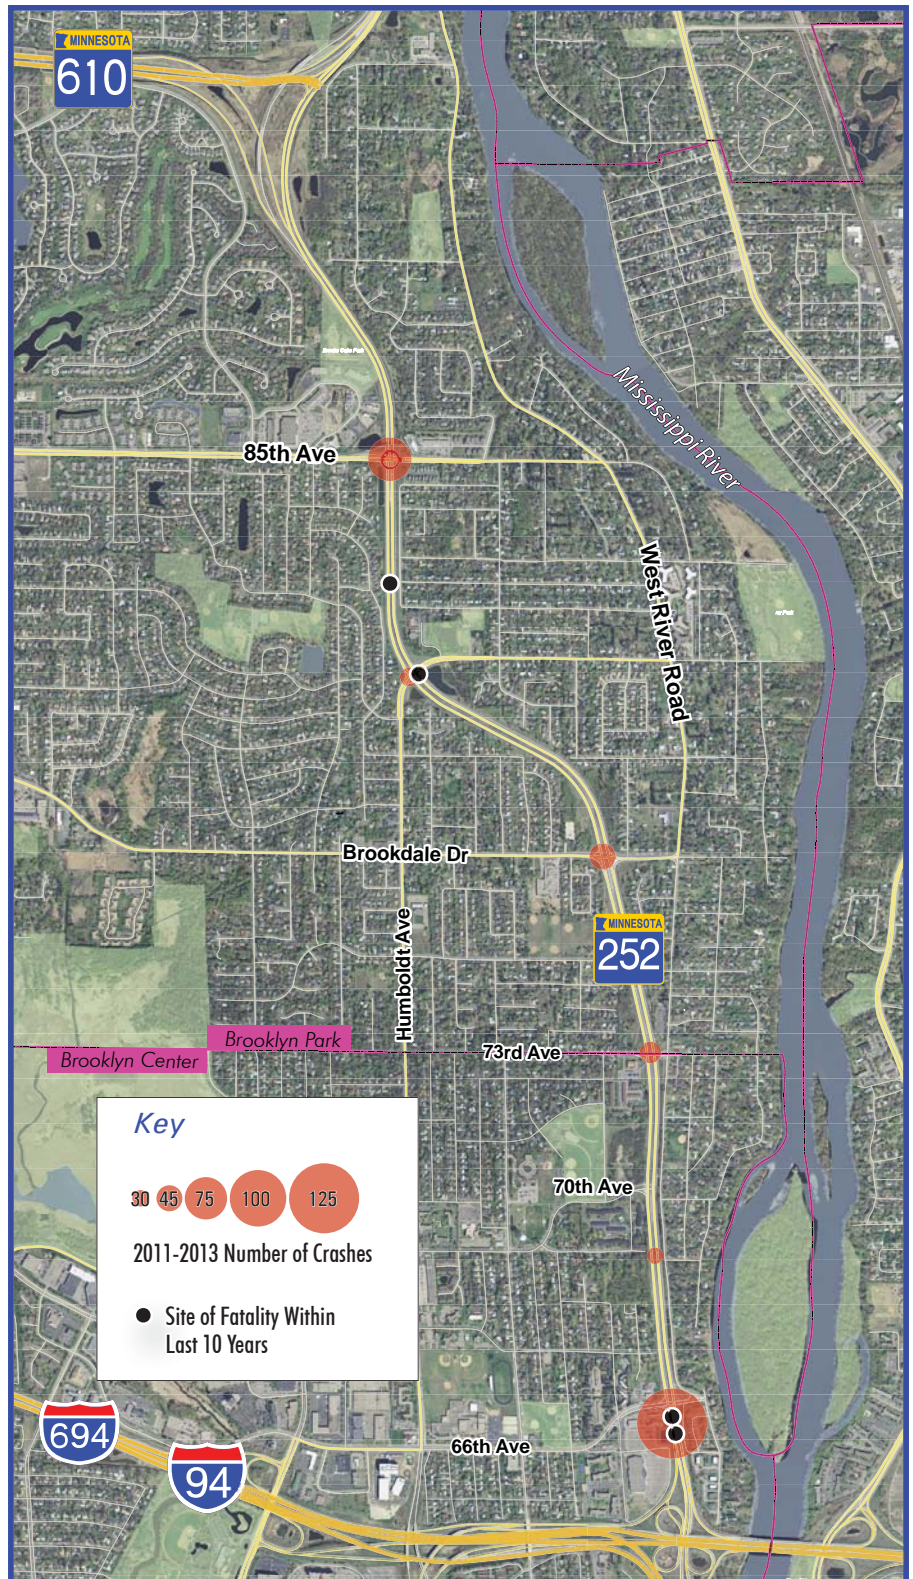 MINNESOTA
610
Mississippi River
85th Ave
West River Road
Brookdale Dr
MINNESOTA
252
Humboldt Ave
Brooklyn Park
Brooklyn Center
73rd Ave
Key
30 45 75 100 125
2011-2013 Number of Crashes
Site of Fatality Within
Last 10 Years
70th Ave
66th Ave
694
94